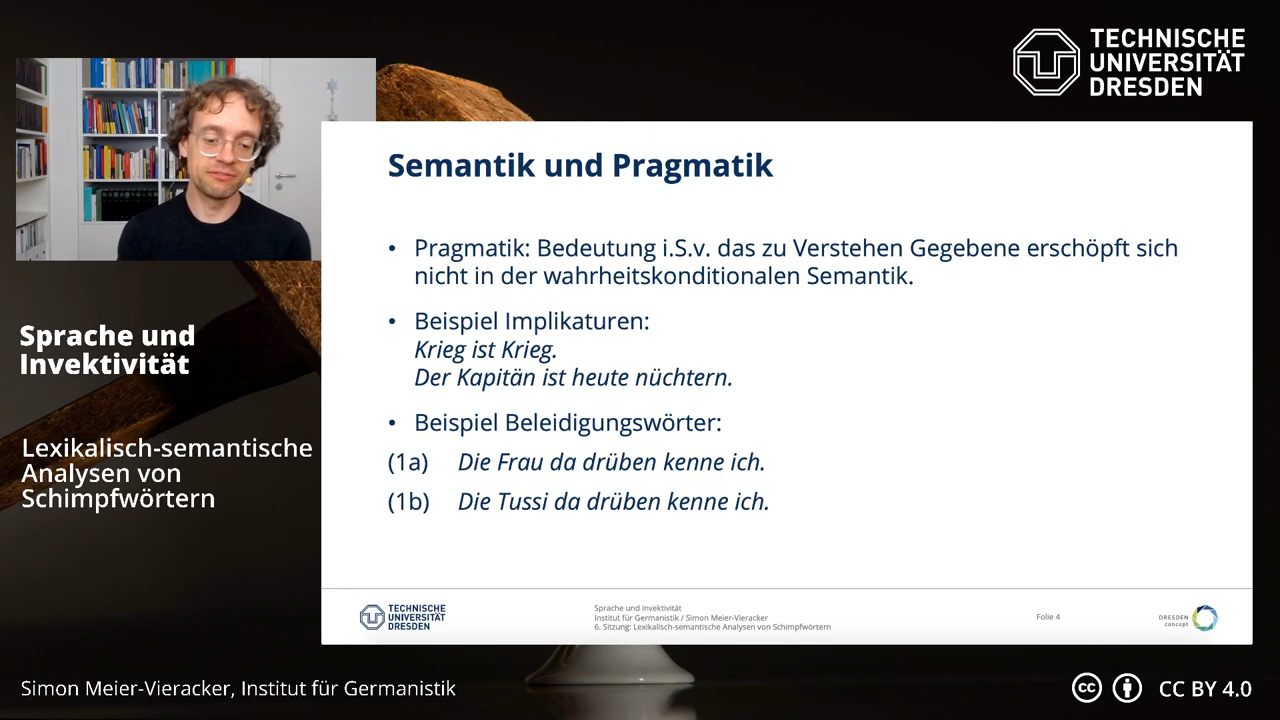 TECHNISCHE
UNIVERSITÄT
DRESDEN
Semantik und Pragmatik
• Pragmatik: Bedeutung i.S.v. das zu Verstehen Gegebene erschöpft sich
nicht in der wahrheitskonditionalen Semantik.
• Beispiel Implikaturen:
Krieg ist Krieg.
Der Kapitän ist heute nüchtern.
• Beispiel Beleidigungswörter:
(1a) Die Frau da drüben kenne ich.
(1b) Die Tussi da drüben kenne ich.
TECHNISCHE
UNIVERSITÄT
DRESDEN
Sprache und Invektivität
Institut für Germanistik / Simon Meier-Vieracker
6. Sitzung: Lexikalisch-semantische Analysen von Schimpfwörtern
Folie 4
DRESDEN
concept
Sprache und
Invektivität
Lexikalisch-semantische
Analysen von
Schimpfwörtern
Simon Meier-Vieracker, Institut für Germanistik
cc
CC BY 4.0